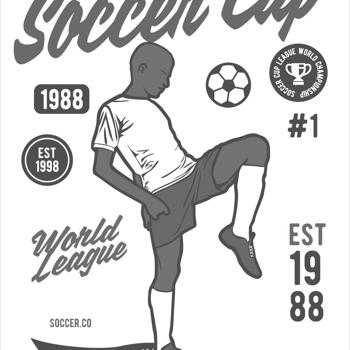 Soccer Cup
1988
SOCCER CUP LEAGUE WORLD CHAMPIONSHIP
#1
EST
1998
World
League
EST
19
88
SOCCER.CO